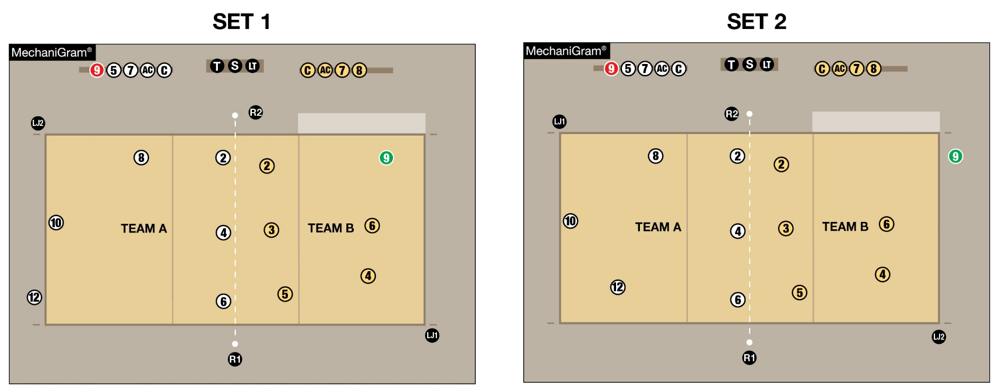 SET 1
MechaniGram®
9 5 7 AC C
T S LT
C AC 7 8
R2
LJ2
8
2
2
9
10
TEAM A
4
3
TEAM B
6
4
12
6
5
LJ1
R1
SET 2
MechaniGram®
9 5 7 AC C
T S LT
C AC 7 8
R2
LJ1
8
2
2
9
10
TEAM A
4
3
TEAM B
6
4
12
6
5
LJ2
R1